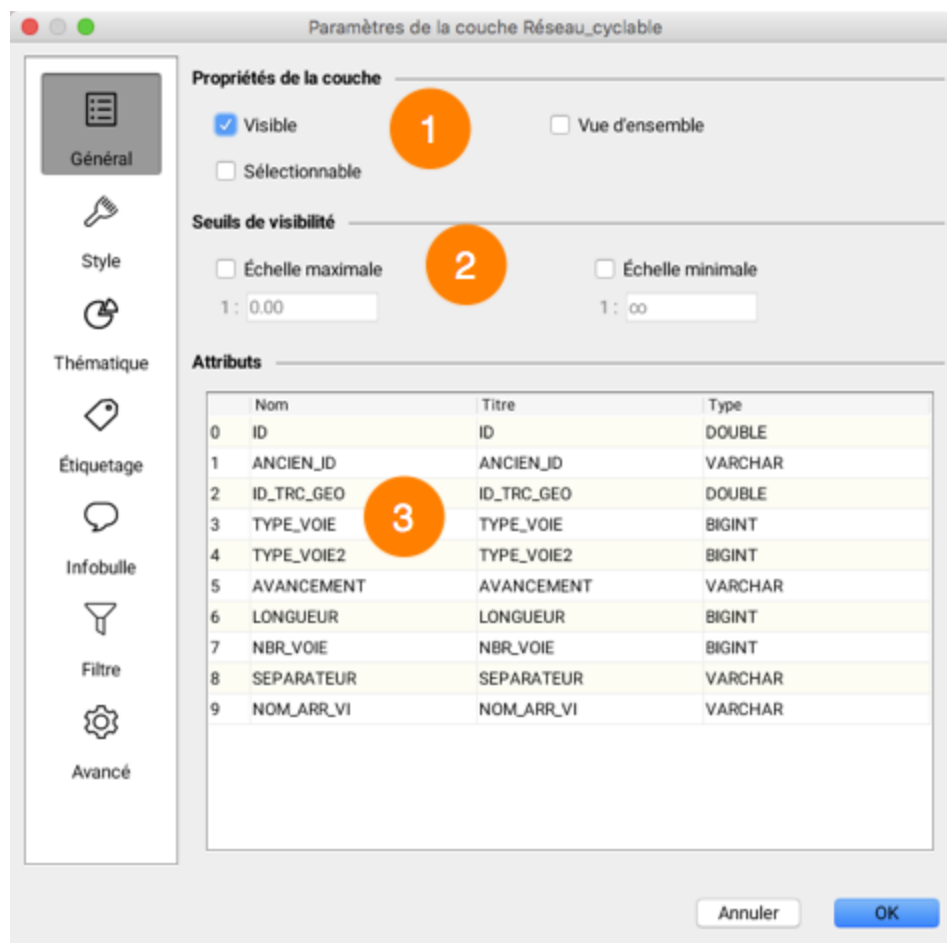 Paramètres de la couche Réseau_cyclable
Général
Style
Thématique
Étiquetage
Infobulle
Filtre
Avancé
Propriétés de la couche
Visible 1 Vue d'ensemble
Sélectionnable
Seuils de visibilité
2
Échelle maximale Échelle minimale
1 : 0.00 1 : ∞
Attributs
Nom Titre Type
0 ID ID DOUBLE
1 ANCIEN_ID ANCIEN_ID VARCHAR
2 ID_TRC_GEO ID_TRC_GEO DOUBLE
3
3 TYPE_VOIE TYPE_VOIE BIGINT
4 TYPE_VOIE2 TYPE_VOIE2 BIGINT
5 AVANCEMENT AVANCEMENT VARCHAR
6 LONGUEUR LONGUEUR BIGINT
7 NBR_VOIE NBR_VOIE BIGINT
8 SEPARATEUR SEPARATEUR VARCHAR
9 NOM_ARR_VI NOM_ARR_VI VARCHAR
Annuler OK